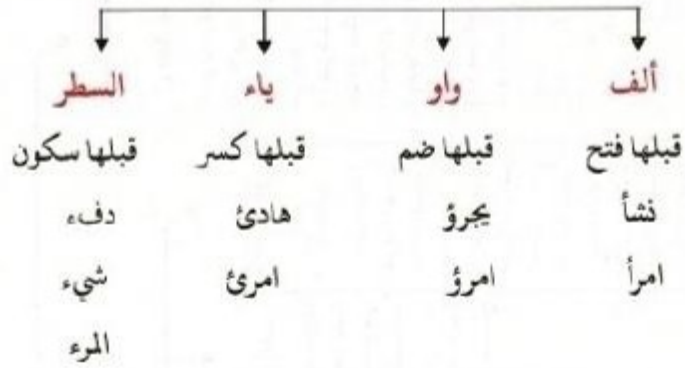 ألف واو ياء السطر
قبلها فتح قبلها ضم قبلها كسر قبلها سكون
نشأ يجرؤ هادئ دفء
امرأ امرؤ امرئ شيء
المرء